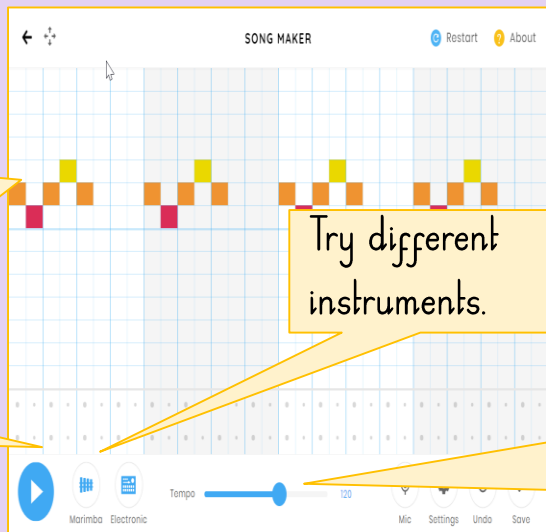 SONG MAKER
Restart
About
Try different
instruments.
Tempo
120
Marimba
Electronic
Mic
Settings
Undo
Save